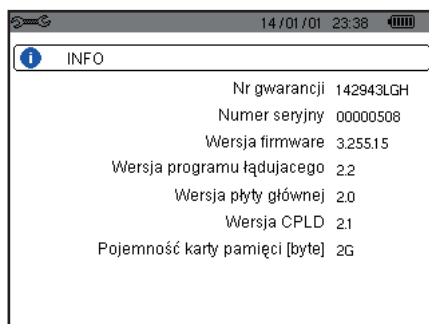 14/01/01 23:38
INFO
Nr gwarancji 142943LGH
Numer seryjny 00000508
Wersja firmware 3.255.15
Wersja programu łądujacego 2.2
Wersja płyty głównej 2.0
Wersja CPLD 2.1
Pojemność karty pamięci [byte] 2G